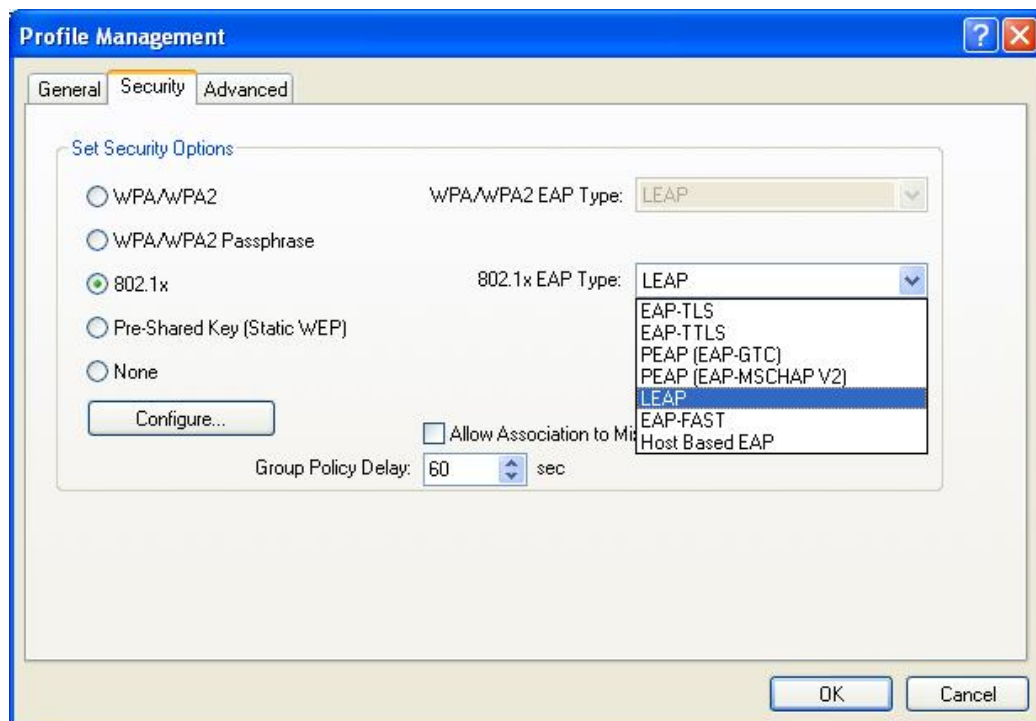 Profile Management
General Security Advanced
Set Security Options
WPA/WPA2
WPA/WPA2 EAP Type: LEAP
WPA/WPA2 Passphrase
802.1x
802.1x EAP Type: LEAP
EAP-TLS
EAP-TTLS
PEAP (EAP-GTC)
PEAP (EAP-MSCHAP V2)
LEAP
EAP-FAST
Host Based EAP
Pre-Shared Key (Static WEP)
None
Configure...
Allow Association to
Group Policy Delay: 60 sec
OK Cancel